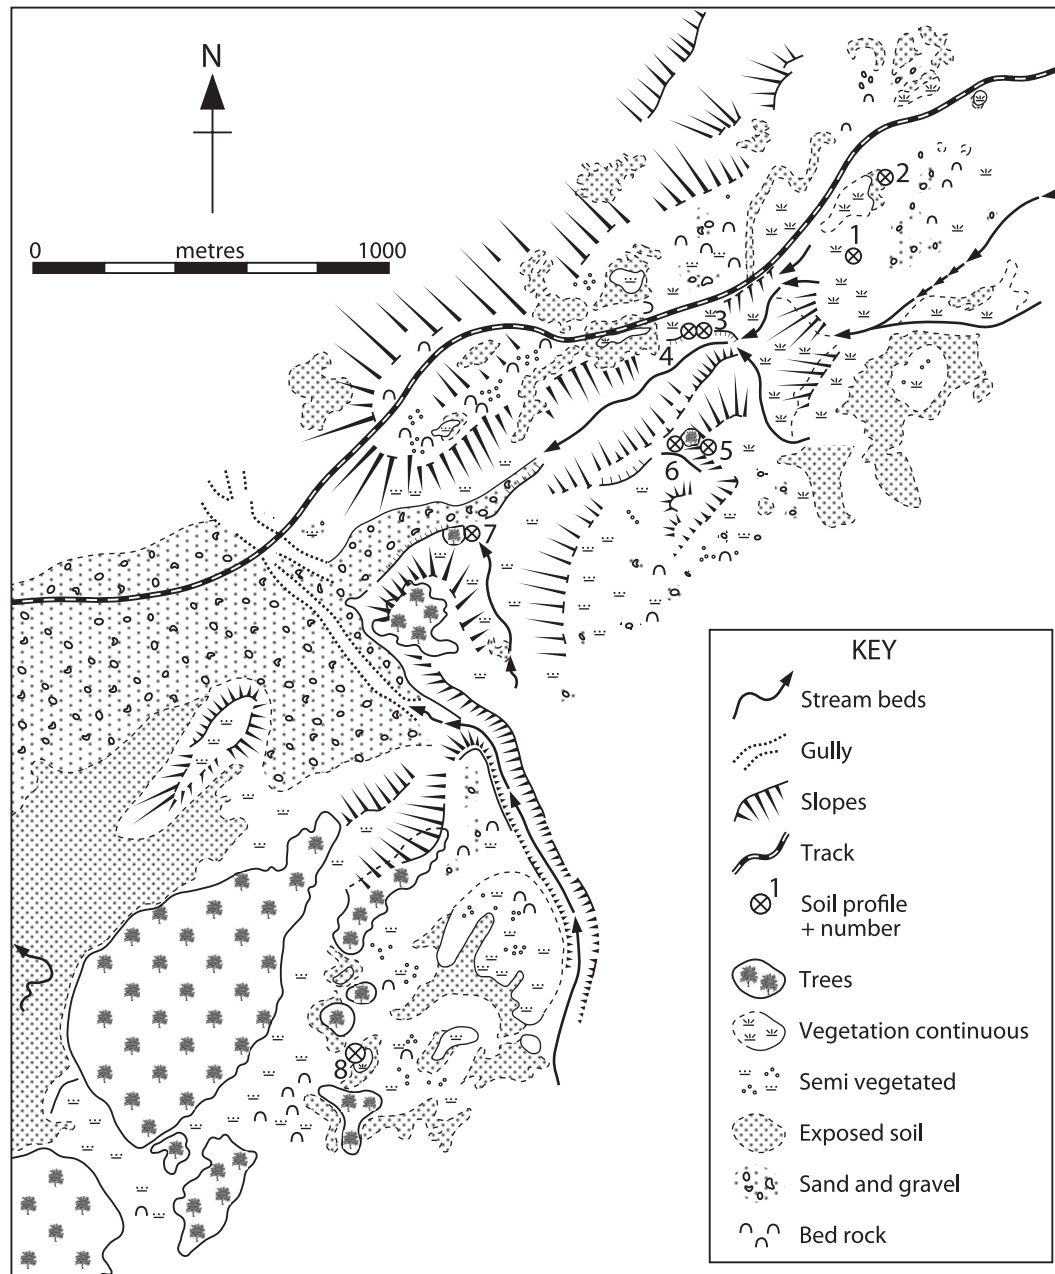 N
0 metres 1000
2
1
3
4
5
6
7
8
KEY
Stream beds
Gully
Slopes
Track
1
Soil profile
+ number
Trees
Vegetation continuous
Semi vegetated
Exposed soil
Sand and gravel
Bed rock